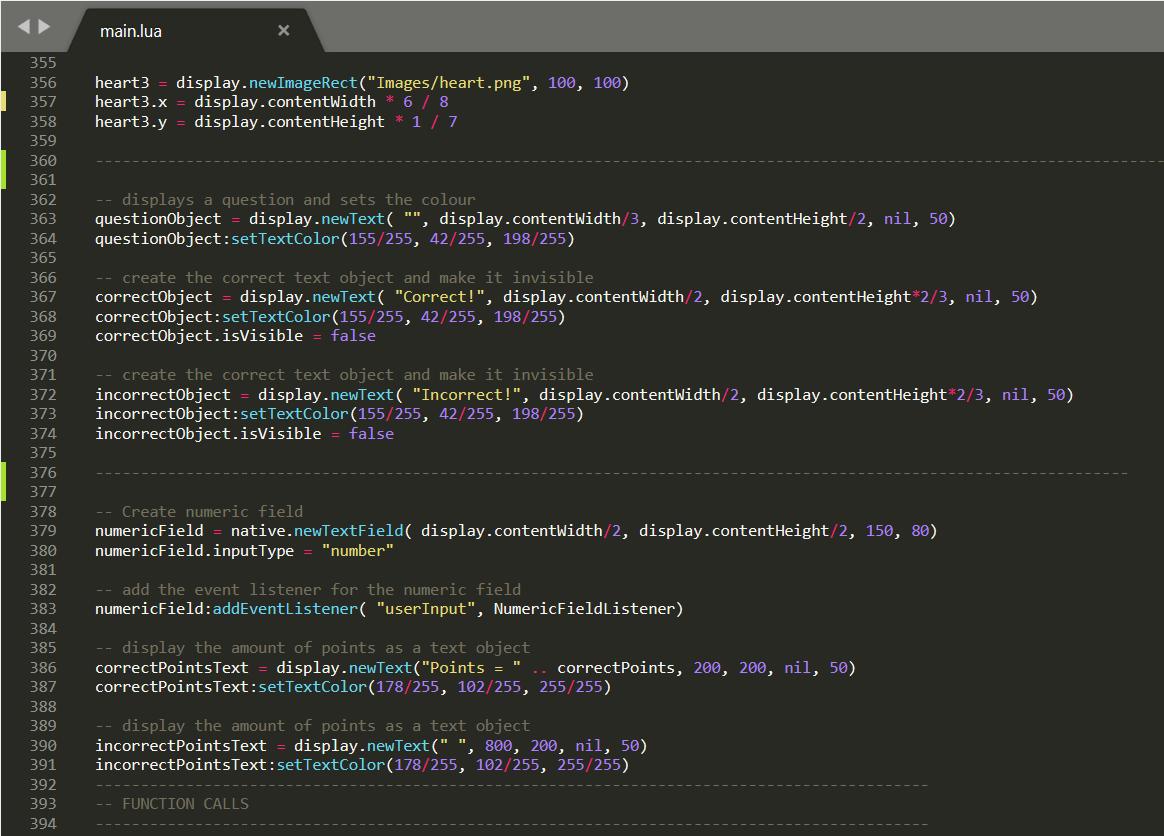 main.lua ×
355
356 heart3 = display.newImageRect("Images/heart.png", 100, 100)
357 heart3.x = display.contentWidth * 6 / 8
358 heart3.y = display.contentHeight * 1 / 7
359
360 ----------------------------------------------------------------------------------------------------------------------
361
362 -- displays a question and sets the colour
363 questionObject = display.newText( "", display.contentWidth/3, display.contentHeight/2, nil, 50)
364 questionObject:setTextColor(155/255, 42/255, 198/255)
365
366 -- create the correct text object and make it invisible
367 correctObject = display.newText( "Correct!", display.contentWidth/2, display.contentHeight*2/3, nil, 50)
368 correctObject:setTextColor(155/255, 42/255, 198/255)
369 correctObject.isVisible = false
370
371 -- create the correct text object and make it invisible
372 incorrectObject = display.newText( "Incorrect!", display.contentWidth/2, display.contentHeight*2/3, nil, 50)
373 incorrectObject:setTextColor(155/255, 42/255, 198/255)
374 incorrectObject.isVisible = false
375
376 ------------------------------------------------------------------------------------------------------------------
377
378 -- Create numeric field
379 numericField = native.newTextField( display.contentWidth/2, display.contentHeight/2, 150, 80)
380 numericField.inputType = "number"
381
382 -- add the event listener for the numeric field
383 numericField:addEventListener( "userInput", NumericFieldListener)
384
385 -- display the amount of points as a text object
386 correctPointsText = display.newText("Points = " .. correctPoints, 200, 200, nil, 50)
387 correctPointsText:setTextColor(178/255, 102/255, 255/255)
388
389 -- display the amount of points as a text object
390 incorrectPointsText = display.newText(" ", 800, 200, nil, 50)
391 incorrectPointsText:setTextColor(178/255, 102/255, 255/255)
392 --------------------------------------------------------------------------------------------
393 -- FUNCTION CALLS
394 --------------------------------------------------------------------------------------------